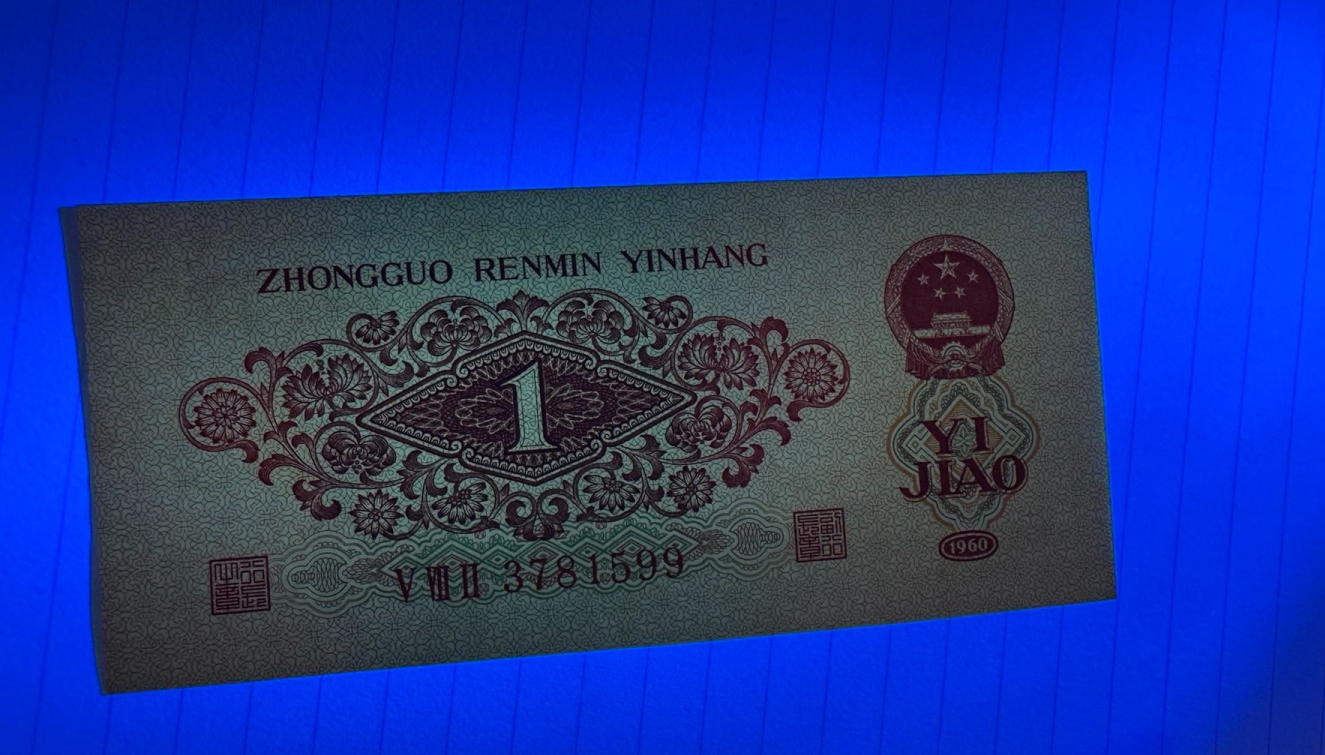 ZHONGGUO RENMIN YINHANG
1
YI
JIAO
1960
V VIII II 3781599